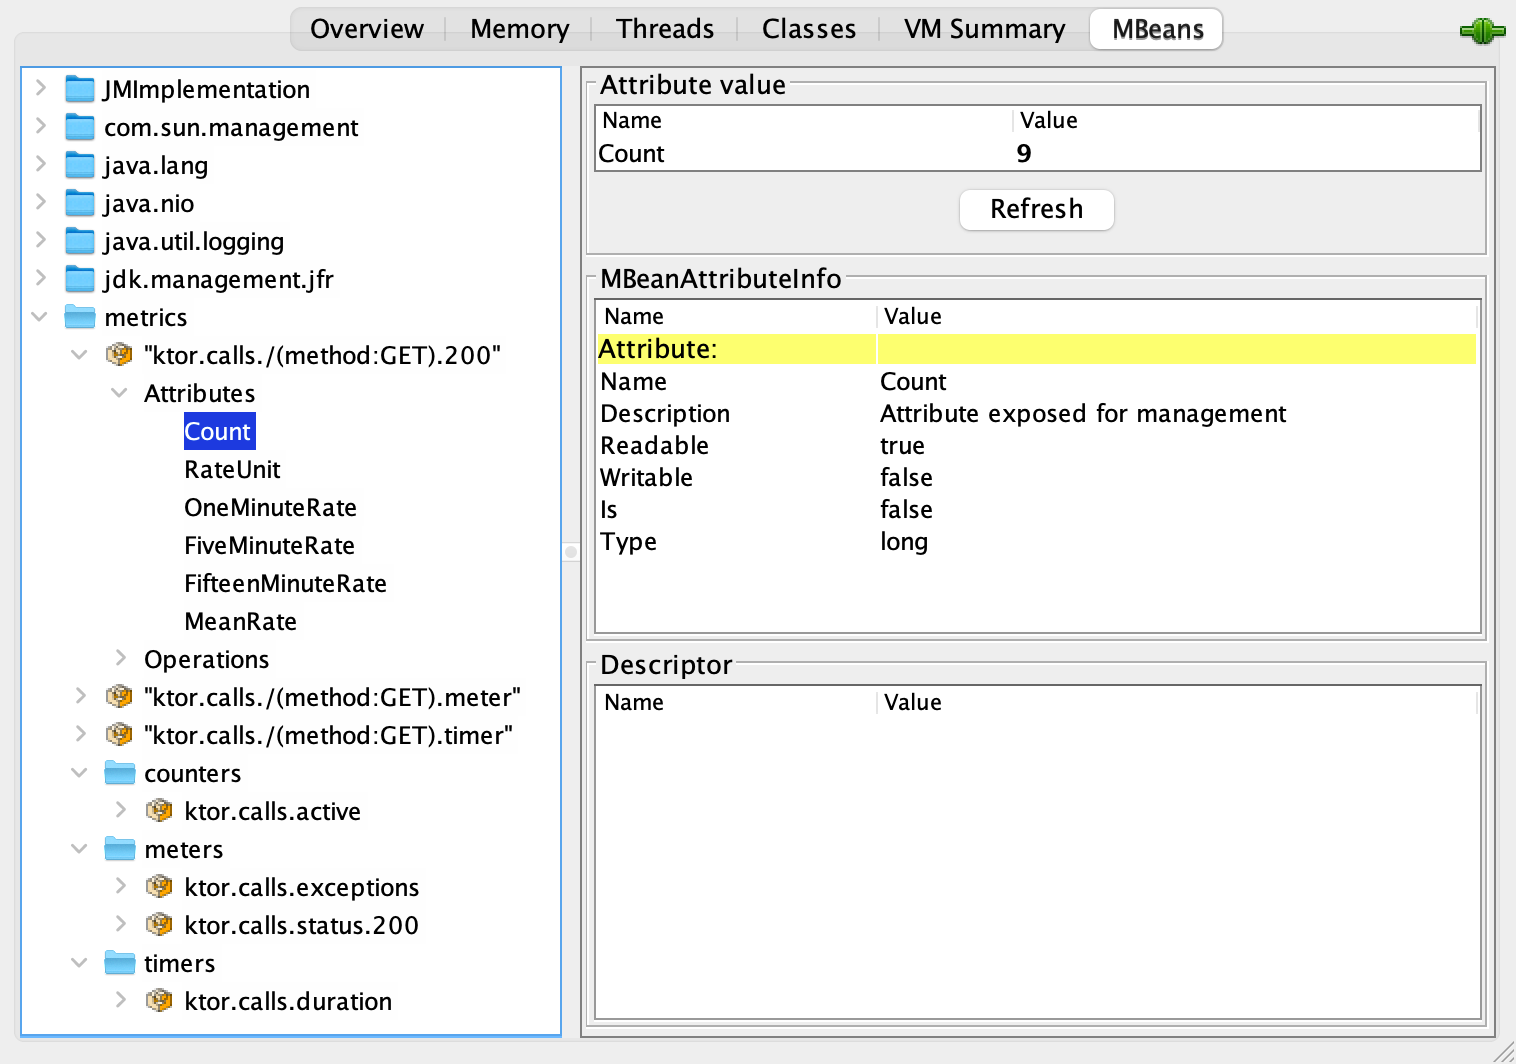 Overview Memory Threads Classes VM Summary MBeans
JMImplementation
com.sun.management
java.lang
java.nio
java.util.logging
jdk.management.jfr
metrics
"ktor.calls./(method:GET).200"
Attributes
Count
RateUnit
OneMinuteRate
FiveMinuteRate
FifteenMinuteRate
MeanRate
Operations
"ktor.calls./(method:GET).meter"
"ktor.calls./(method:GET).timer"
counters
ktor.calls.active
meters
ktor.calls.exceptions
ktor.calls.status.200
timers
ktor.calls.duration
Attribute value
Name Value
Count 9
Refresh
MBeanAttributeInfo
Name Value
Attribute:
Name Count
Description Attribute exposed for management
Readable true
Writable false
Is false
Type long
Descriptor
Name Value